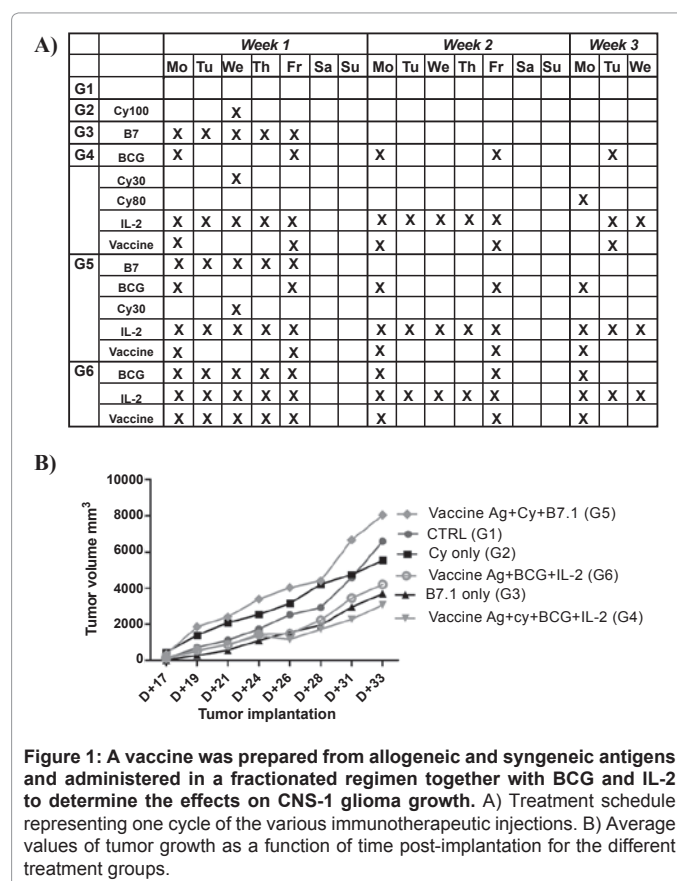 A)
Week 1 Week 2 Week 3
Mo Tu We Th Fr Sa Su Mo Tu We Th Fr Sa Su Mo Tu We
G1
G2 Cy100 X
G3 B7 X X X X X
G4 BCG X X X X X
Cy30 X
Cy80 X
IL-2 X X X X X X X X X X X X
Vaccine X X X X X
G5 B7 X X X X X
BCG X X X X X
Cy30 X
IL-2 X X X X X X X X X X X X X
Vaccine X X X X X
G6 BCG X X X X X X X X
IL-2 X X X X X X X X X X X X X
Vaccine X X X X X X X X
B)
Tumor volume mm³
10000
8000
6000
4000
2000
0
D+17 D+19 D+21 D+24 D+26 D+28 D+31 D+33
Tumor implantation
Vaccine Ag+Cy+B7.1 (G5)
CTRL (G1)
Cy only (G2)
Vaccine Ag+BCG+IL-2 (G6)
B7.1 only (G3)
Vaccine Ag+cy+BCG+IL-2 (G4)
Figure 1: A vaccine was prepared from allogeneic and syngeneic antigens
and administered in a fractionated regimen together with BCG and IL-2
to determine the effects on CNS-1 glioma growth. A) Treatment schedule
representing one cycle of the various immunotherapeutic injections. B) Average
values of tumor growth as a function of time post-implantation for the different
treatment groups.